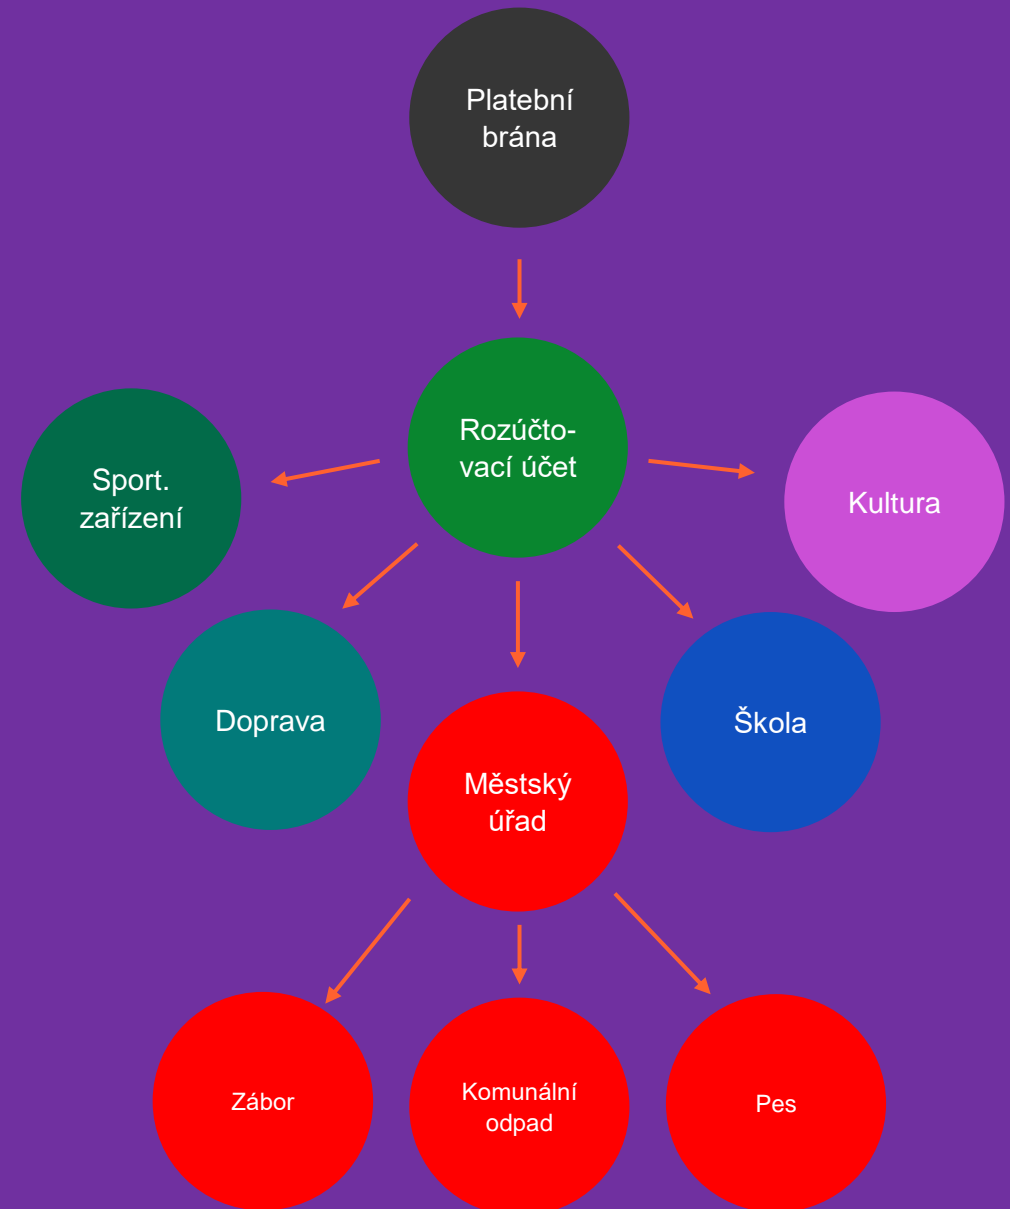 Platební
brána
Rozúčto-
vací účet
Sport.
zařízení
Kultura
Doprava
Škola
Městský
úřad
Zábor
Komunální
odpad
Pes